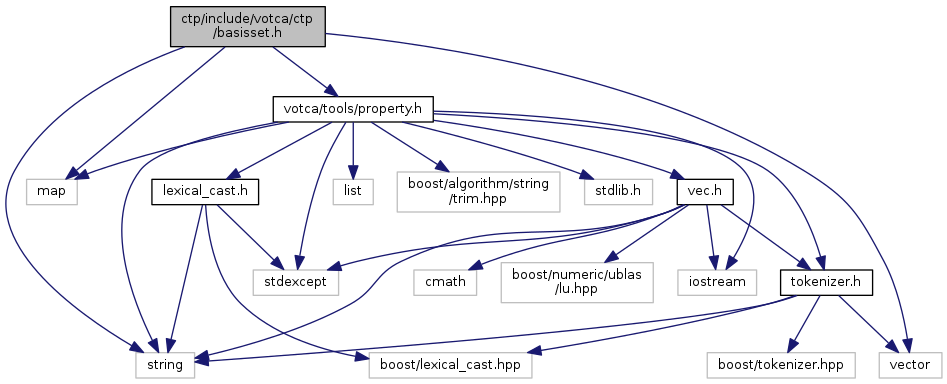 ctp/include/votca/ctp
/basisset.h
votca/tools/property.h
map
lexical_cast.h
list
boost/algorithm/string
/trim.hpp
stdlib.h
vec.h
stdexcept
cmath
boost/numeric/ublas
/lu.hpp
iostream
tokenizer.h
string
boost/lexical_cast.hpp
boost/tokenizer.hpp
vector